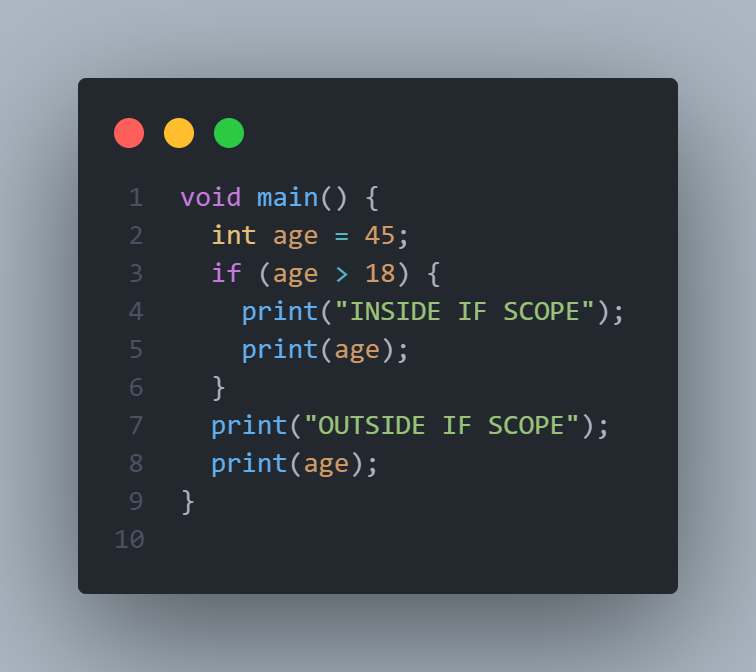 1 void main() {
2   int age = 45;
3   if (age > 18) {
4     print("INSIDE IF SCOPE");
5     print(age);
6   }
7   print("OUTSIDE IF SCOPE");
8   print(age);
9 }
10